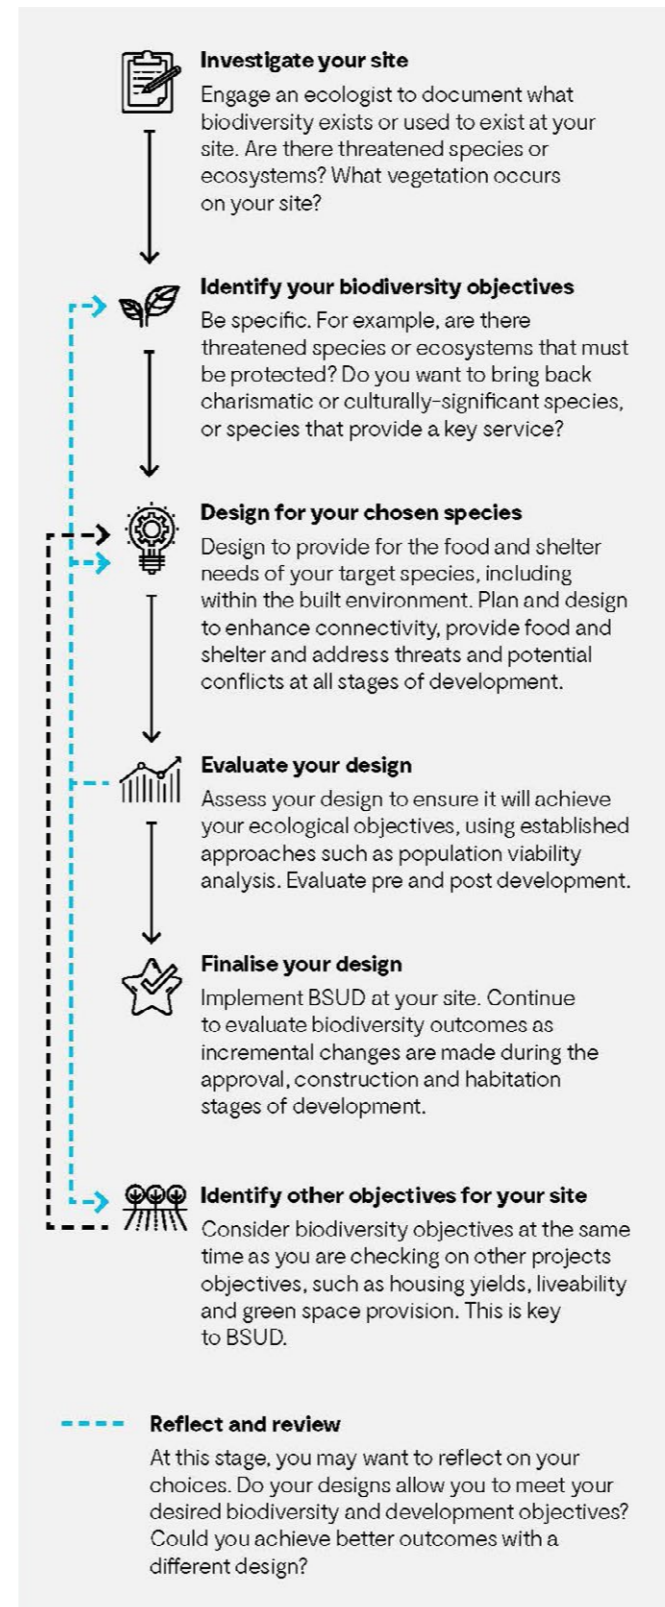 Investigate your site
Engage an ecologist to document what
biodiversity exists or used to exist at your
site. Are there threatened species or
ecosystems? What vegetation occurs
on your site?
Identify your biodiversity objectives
Be specific. For example, are there
threatened species or ecosystems that must
be protected? Do you want to bring back
charismatic or culturally-significant species,
or species that provide a key service?
Design for your chosen species
Design to provide for the food and shelter
needs of your target species, including
within the built environment. Plan and design
to enhance connectivity, provide food and
shelter and address threats and potential
conflicts at all stages of development.
Evaluate your design
Assess your design to ensure it will achieve
your ecological objectives, using established
approaches such as population viability
analysis. Evaluate pre and post development.
Finalise your design
Implement BSUD at your site. Continue
to evaluate biodiversity outcomes as
incremental changes are made during the
approval, construction and habitation
stages of development.
Identify other objectives for your site
Consider biodiversity objectives at the same
time as you are checking on other projects
objectives, such as housing yields, liveability
and green space provision. This is key
to BSUD.
Reflect and review
At this stage, you may want to reflect on your
choices. Do your designs allow you to meet your
desired biodiversity and development objectives?
Could you achieve better outcomes with a
different design?